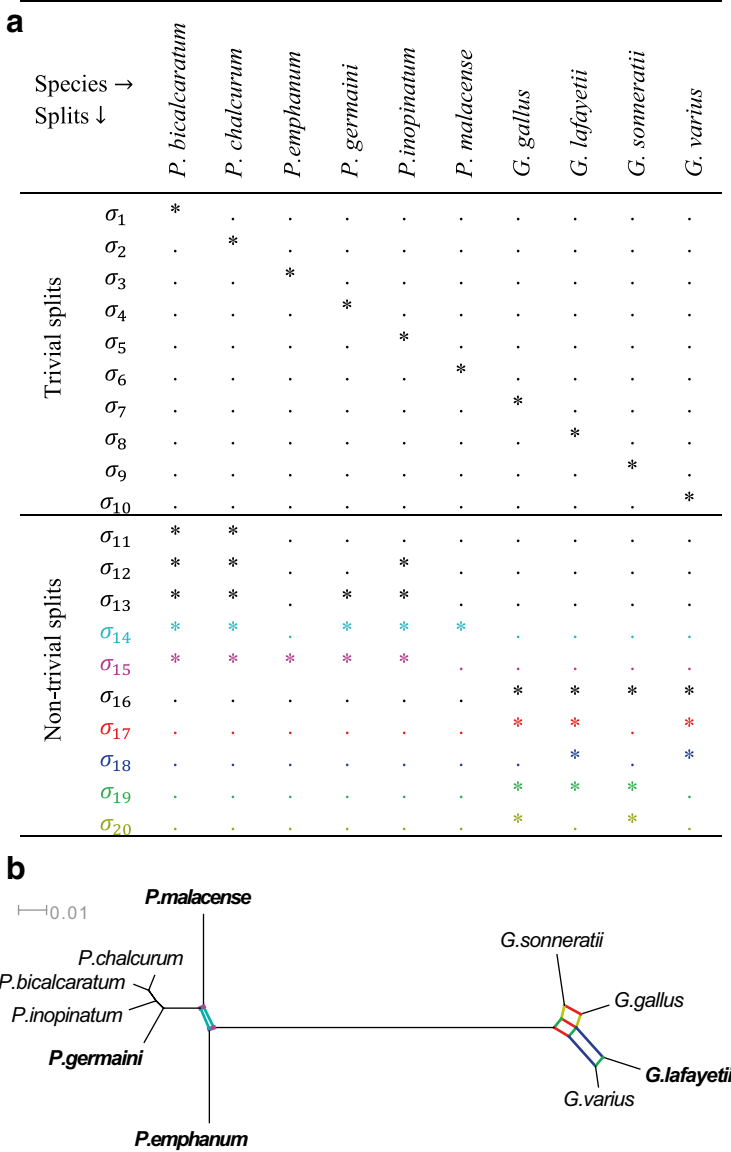 a
Species →
Splits ↓
P. bicalcaratum
P. chalcurum
P.emphanum
P. germaini
P.inopinatum
P. malacense
G. gallus
G. lafayetii
G. sonneratii
G. varius
Trivial splits
σ1 * . . . . . . . . .
σ2 . * . . . . . . . .
σ3 . . * . . . . . . .
σ4 . . . * . . . . . .
σ5 . . . . * . . . . .
σ6 . . . . . * . . . .
σ7 . . . . . . * . . .
σ8 . . . . . . . * . .
σ9 . . . . . . . . * .
σ10 . . . . . . . . . *
Non-trivial splits
σ11 * * . . . . . . . .
σ12 * * . . * . . . . .
σ13 * * . * * . . . . .
σ14 * * . * * * . . . .
σ15 * * * * * . . . . .
σ16 . . . . . . * * * *
σ17 . . . . . . * * . *
σ18 . . . . . . . * . *
σ19 . . . . . . * * * .
σ20 . . . . . . * . * .
b
0.01
P.malacense
P.chalcurum
P.bicalcaratum
P.inopinatum
P.germaini
P.emphanum
G.sonneratii
G.gallus
G.lafayetii
G.varius